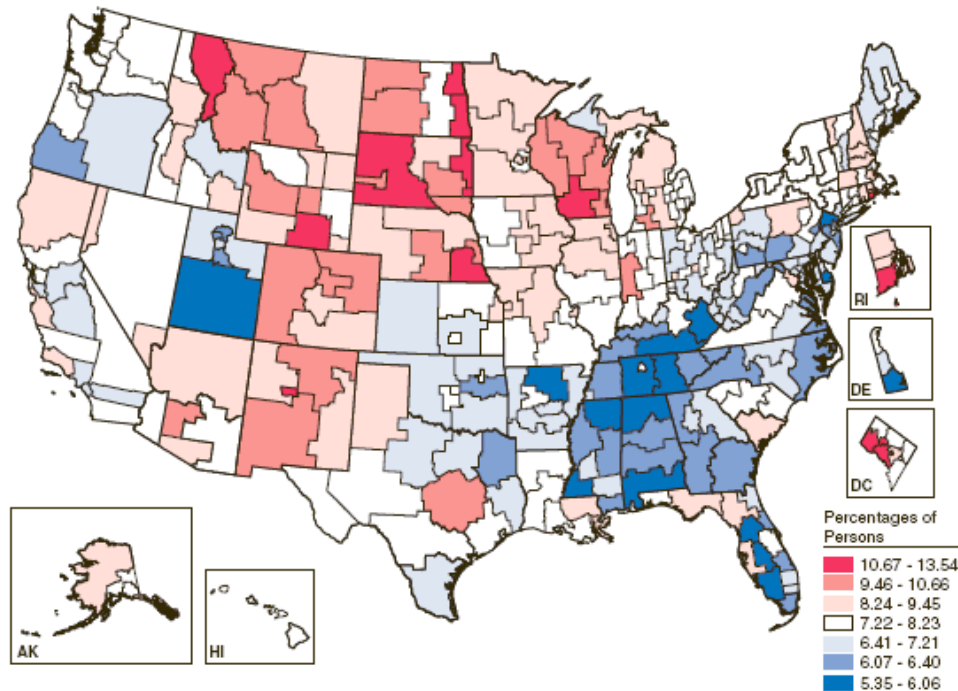 RI
DE
DC
AK
HI
Percentages of
Persons
10.67 - 13.54
9.46 - 10.66
8.24 - 9.45
7.22 - 8.23
6.41 - 7.21
6.07 - 6.40
5.35 - 6.06